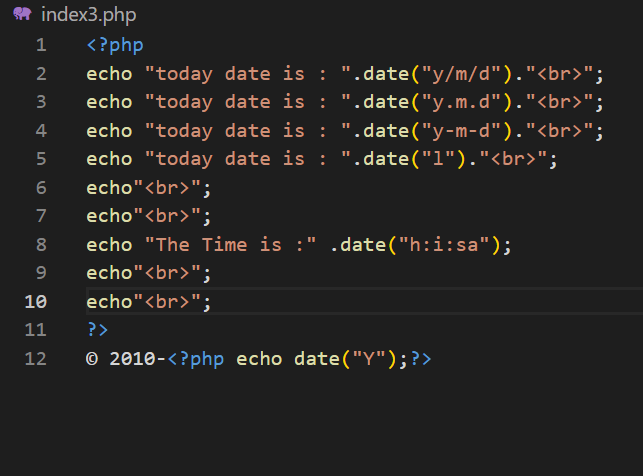 index3.php
1 <?php
2 echo "today date is : ".date("y/m/d")."<br>";
3 echo "today date is : ".date("y.m.d")."<br>";
4 echo "today date is : ".date("y-m-d")."<br>";
5 echo "today date is : ".date("l")."<br>";
6 echo"<br>";
7 echo"<br>";
8 echo "The Time is :" .date("h:i:sa");
9 echo"<br>";
10 echo"<br>";
11 ?>
12 © 2010-<?php echo date("Y");?>